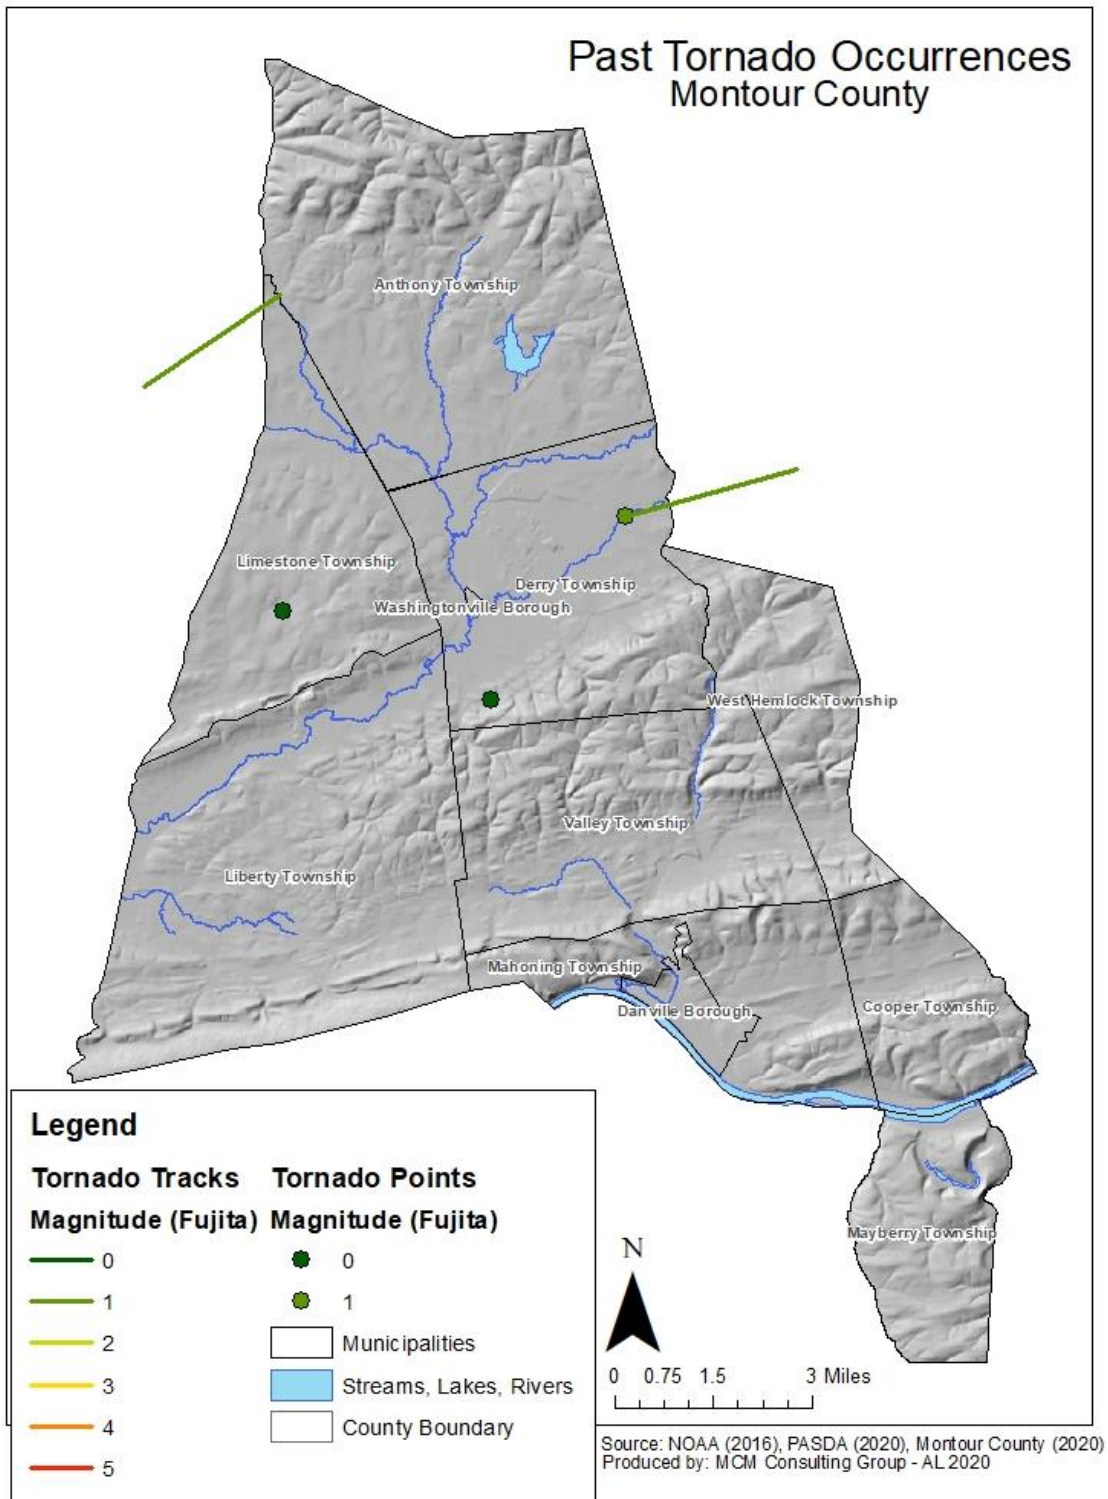 Past Tornado Occurrences
Montour County
Anthony Township
Limestone Township
Derry Township
Washingtonville Borough
West Hemlock Township
Valley Township
Liberty Township
Mahoning Township
Danville Borough
Cooper Township
Mayberry Township
Legend
Tornado Tracks Tornado Points
Magnitude (Fujita) Magnitude (Fujita)
0 0
1 1
2 Municipalities
3 Streams, Lakes, Rivers
4 County Boundary
5
N
0 0.75 1.5 3 Miles
Source: NOAA (2016), PASDA (2020), Montour County (2020)
Produced by: MCM Consulting Group - AL 2020